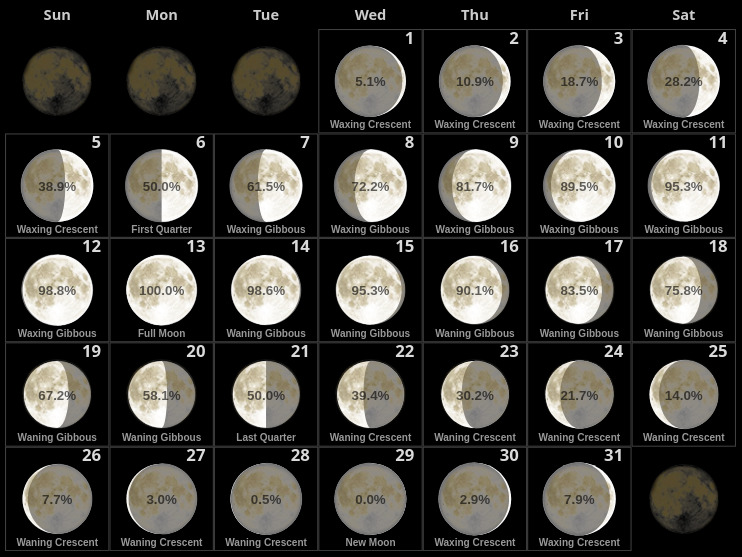 Sun Mon Tue Wed Thu Fri Sat
1 2 3 4
5.1% 10.9% 18.7% 28.2%
Waxing Crescent Waxing Crescent Waxing Crescent Waxing Crescent
5 6 7 8 9 10 11
38.9% 50.0% 61.5% 72.2% 81.7% 89.5% 95.3%
Waxing Crescent First Quarter Waxing Gibbous Waxing Gibbous Waxing Gibbous Waxing Gibbous Waxing Gibbous
12 13 14 15 16 17 18
98.8% 100.0% 98.6% 95.3% 90.1% 83.5% 75.8%
Waxing Gibbous Full Moon Waning Gibbous Waning Gibbous Waning Gibbous Waning Gibbous Waning Gibbous
19 20 21 22 23 24 25
67.2% 58.1% 50.0% 39.4% 30.2% 21.7% 14.0%
Waning Gibbous Waning Gibbous Last Quarter Waning Crescent Waning Crescent Waning Crescent Waning Crescent
26 27 28 29 30 31
7.7% 3.0% 0.5% 0.0% 2.9% 7.9%
Waning Crescent Waning Crescent Waning Crescent New Moon Waxing Crescent Waxing Crescent